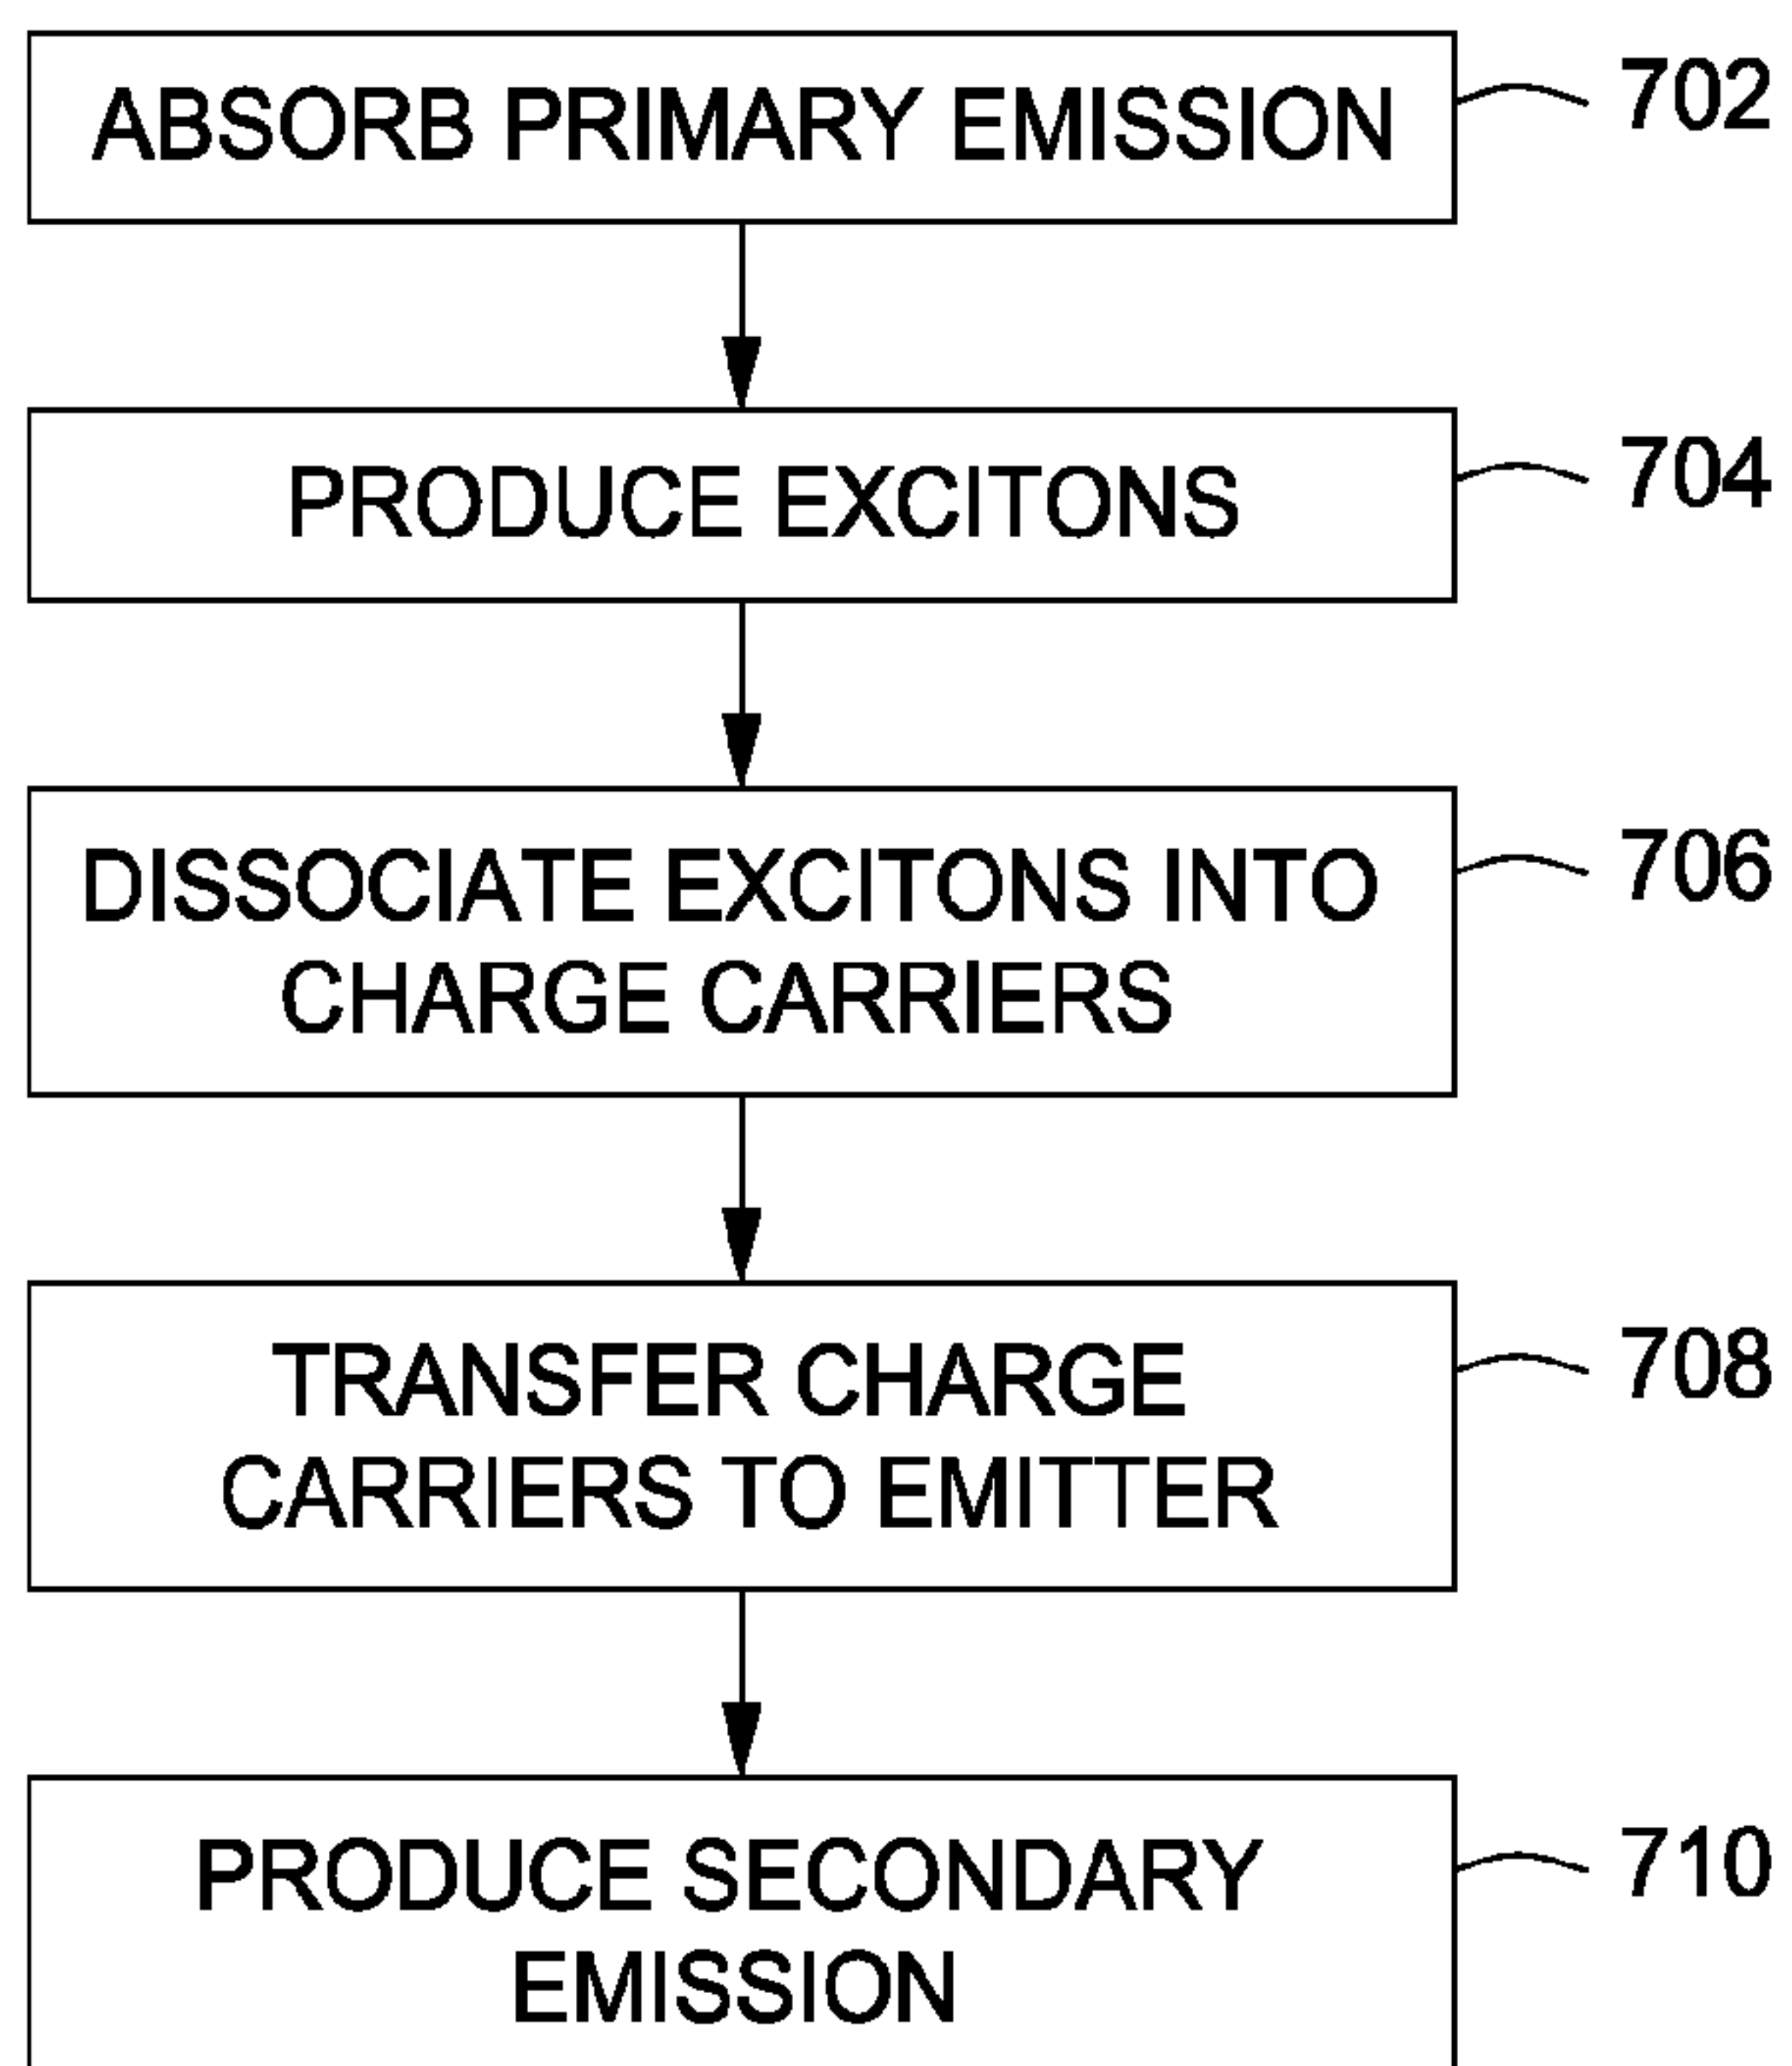 ABSORB PRIMARY EMISSION
702
PRODUCE EXCITONS
704
DISSOCIATE EXCITONS INTO
CHARGE CARRIERS
706
TRANSFER CHARGE
CARRIERS TO EMITTER
708
PRODUCE SECONDARY
EMISSION
710